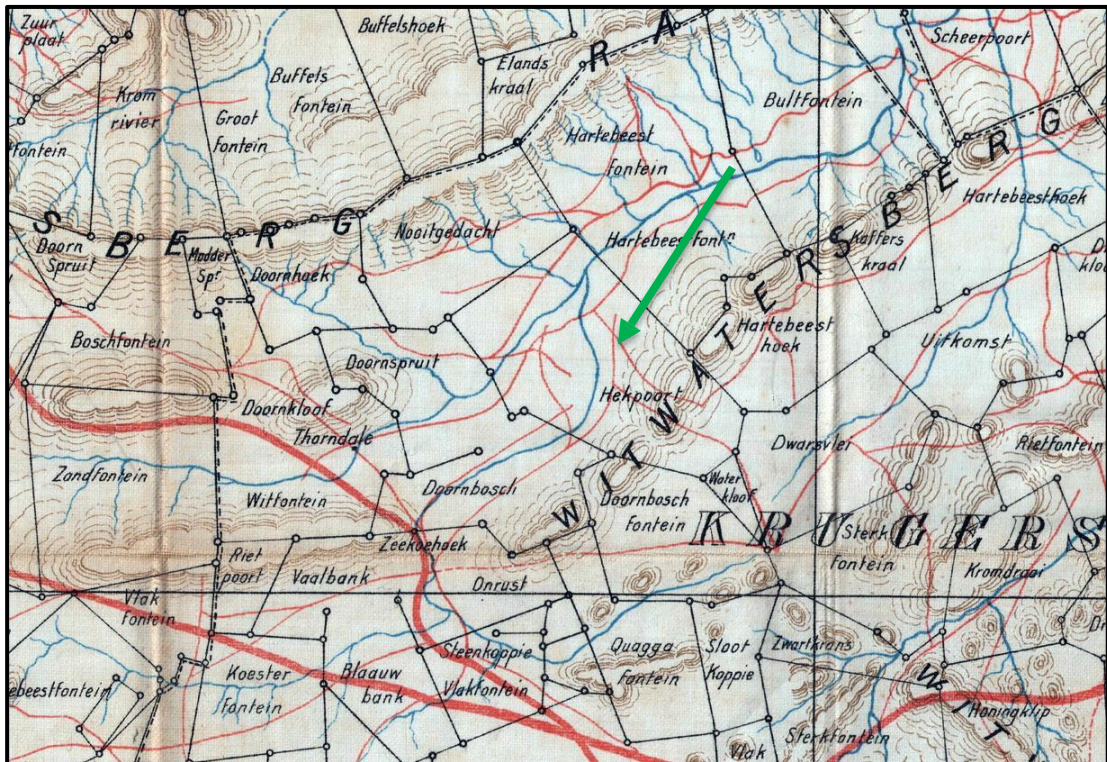 Zuur
plaat
Krom
rivier
fontein
Buffels
fontein
Groot
fontein
Buffelshoek
Elands
kraal
R A
Hartebeest
fontein
Bultfontein
Scheerpoort
S B E R G
Doorn
Spruit
Modder
Spt
Doornhoek
Nooitgedacht
Hartebeestfontn
Kaffers
kraal
Hartebeesthoek
Boschfontein
Doornspruit
Hartebeest
hoek
Uitkomst
W I T W A T E R S B E R G
Doornkloof
Thorndale
Hekpoort
Dwarsvlei
Rietfontein
Zandfontein
Witfontein
Doornbosch
Doornbosch
fontein
Water
kloof
Zeekoehoek
K R U G E R S
Sterk
fontein
Kromdraai
Riet
poort
Vaalbank
Onrust
Vlak
fontein
Koester
fontein
Blaauw
bank
Steenkoppie
Vlakfontein
Quagga
fontein
Sloot
Koppie
Zwartkrans
ebeestfontein
Sterkfontein
Honingklip
W I T
Vlak